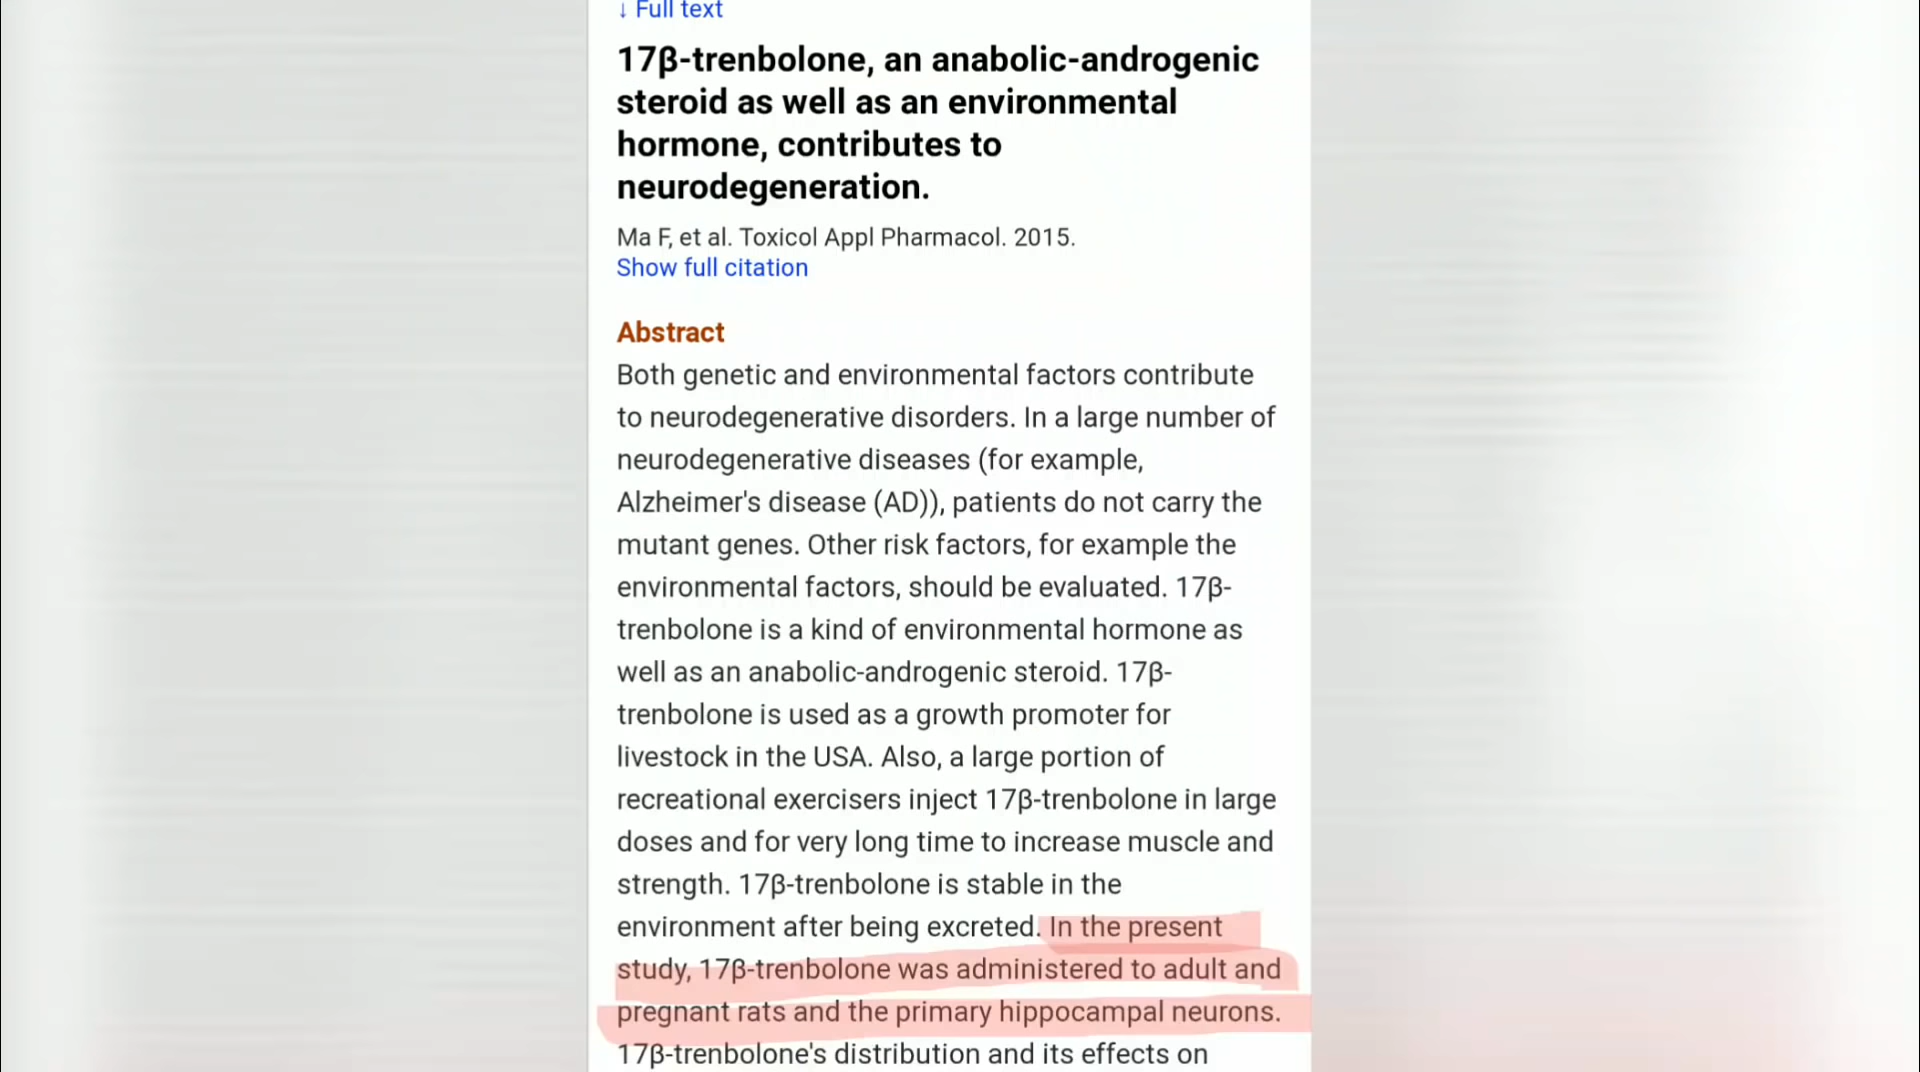 ↓ Full text
17β-trenbolone, an anabolic-androgenic
steroid as well as an environmental
hormone, contributes to
neurodegeneration.
Ma F, et al. Toxicol Appl Pharmacol. 2015.
Show full citation
Abstract
Both genetic and environmental factors contribute
to neurodegenerative disorders. In a large number of
neurodegenerative diseases (for example,
Alzheimer's disease (AD)), patients do not carry the
mutant genes. Other risk factors, for example the
environmental factors, should be evaluated. 17β-
trenbolone is a kind of environmental hormone as
well as an anabolic-androgenic steroid. 17β-
trenbolone is used as a growth promoter for
livestock in the USA. Also, a large portion of
recreational exercisers inject 17β-trenbolone in large
doses and for very long time to increase muscle and
strength. 17β-trenbolone is stable in the
environment after being excreted. In the present
study, 17β-trenbolone was administered to adult and
pregnant rats and the primary hippocampal neurons.
17β-trenbolone's distribution and its effects on